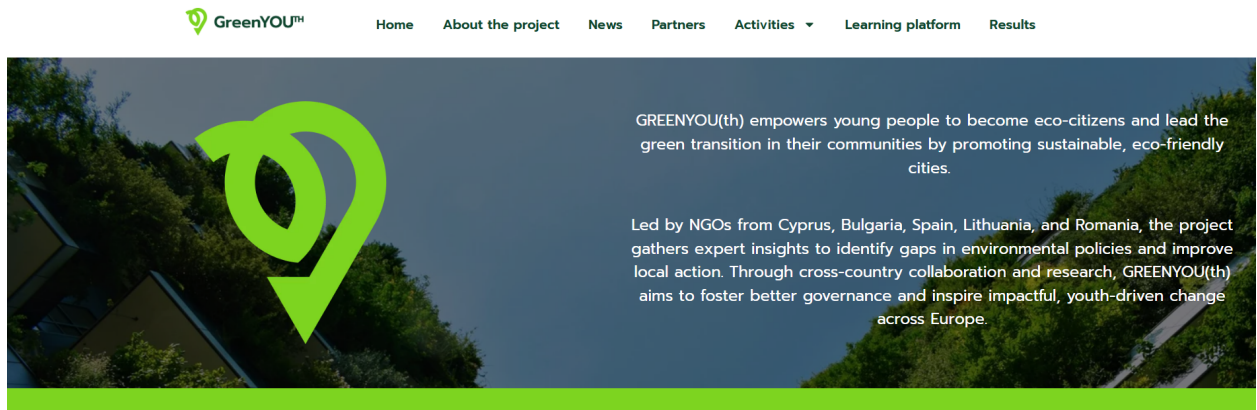 GreenYOUTH
Home
About the project
News
Partners
Activities
Learning platform
Results
GREENYOU(th) empowers young people to become eco-citizens and lead the
green transition in their communities by promoting sustainable, eco-friendly
cities.
Led by NGOs from Cyprus, Bulgaria, Spain, Lithuania, and Romania, the project
gathers expert insights to identify gaps in environmental policies and improve
local action. Through cross-country collaboration and research, GREENYOU(th)
aims to foster better governance and inspire impactful, youth-driven change
across Europe.